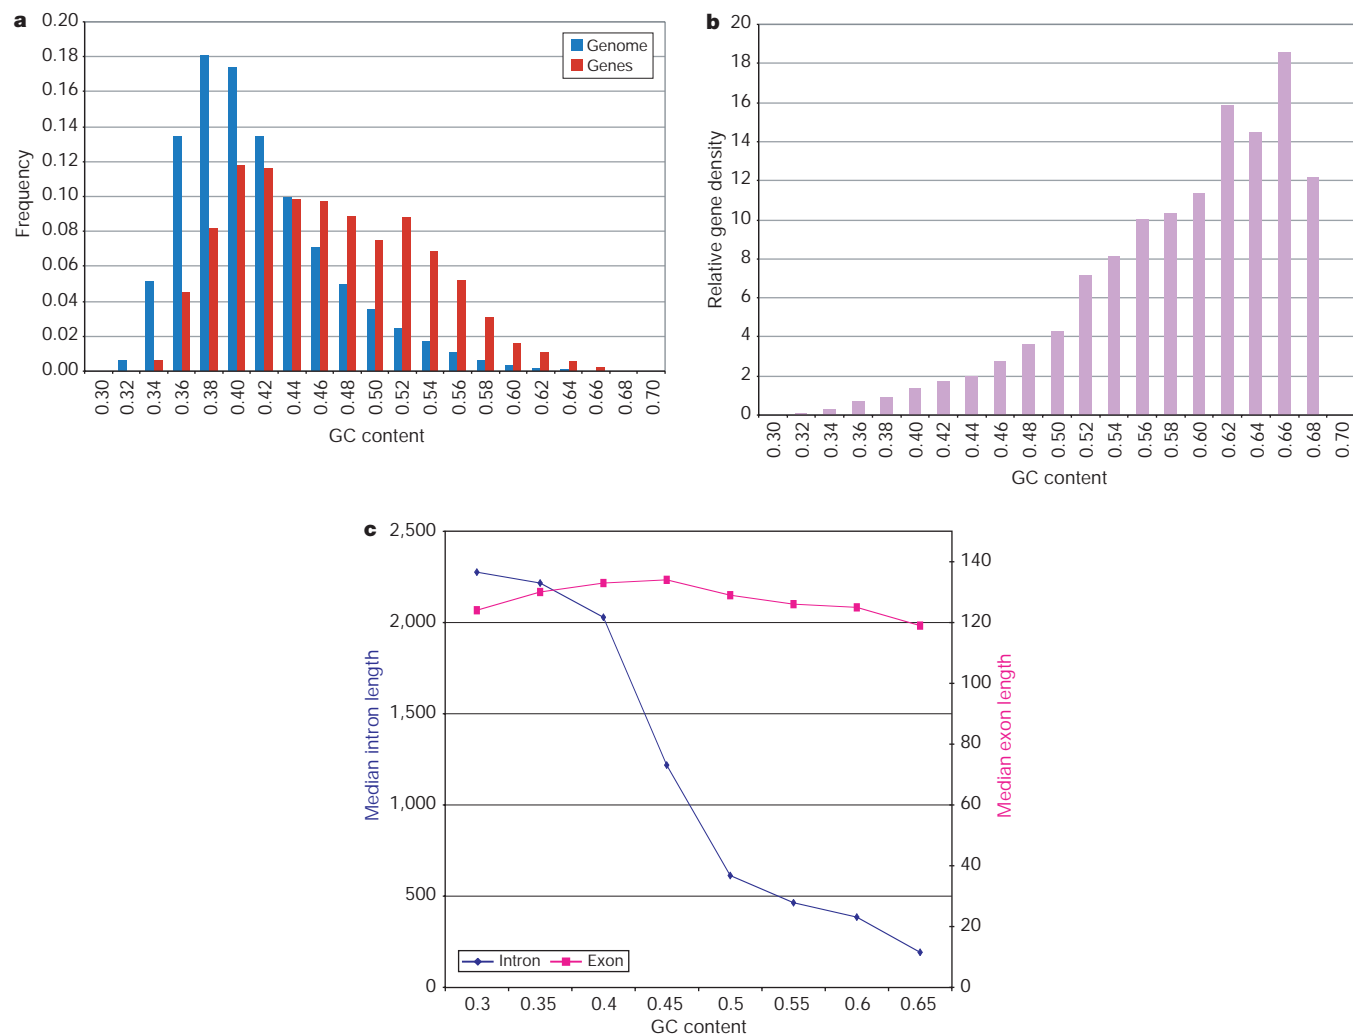 a
0.20
0.18
0.16
0.14
0.12
0.10
0.08
0.06
0.04
0.02
0.00
Frequency
Genome
Genes
0.30 0.32 0.34 0.36 0.38 0.40 0.42 0.44 0.46 0.48 0.50 0.52 0.54 0.56 0.58 0.60 0.62 0.64 0.66 0.68 0.70
GC content
b
20
18
16
14
12
10
8
6
4
2
0
Relative gene density
0.30 0.32 0.34 0.36 0.38 0.40 0.42 0.44 0.46 0.48 0.50 0.52 0.54 0.56 0.58 0.60 0.62 0.64 0.66 0.68 0.70
GC content
c
2,500
2,000
1,500
1,000
500
0
Median intron length
140
120
100
80
60
40
20
0
Median exon length
Intron Exon
0.3 0.35 0.4 0.45 0.5 0.55 0.6 0.65
GC content